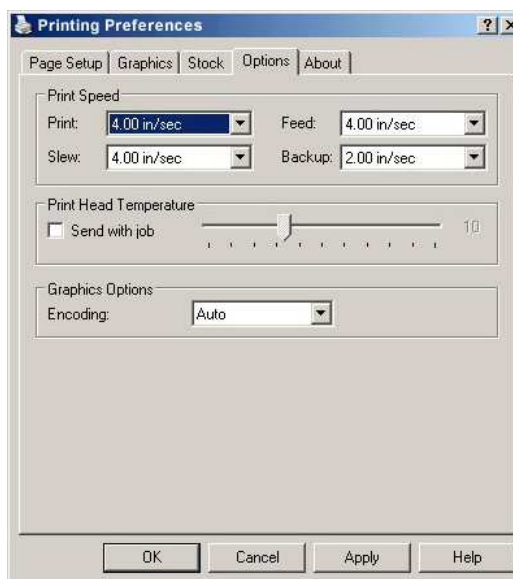 Printing Preferences
Page Setup Graphics Stock Options About
Print Speed
Print: 4.00 in/sec Feed: 4.00 in/sec
Slew: 4.00 in/sec Backup: 2.00 in/sec
Print Head Temperature
Send with job 10
Graphics Options
Encoding: Auto
OK Cancel Apply Help